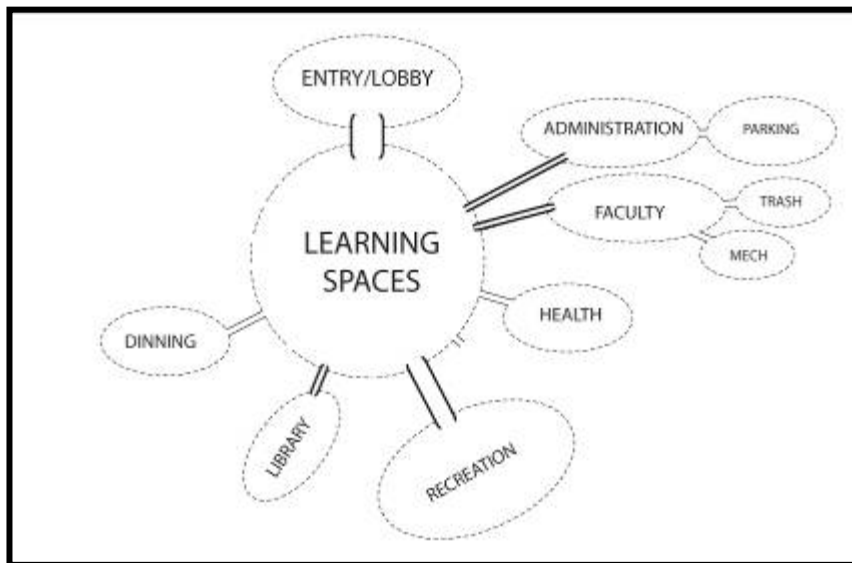 ENTRY/LOBBY
ADMINISTRATION
PARKING
FACULTY
TRASH
MECH
LEARNING
SPACES
HEALTH
DINNING
LIBRARY
RECREATION